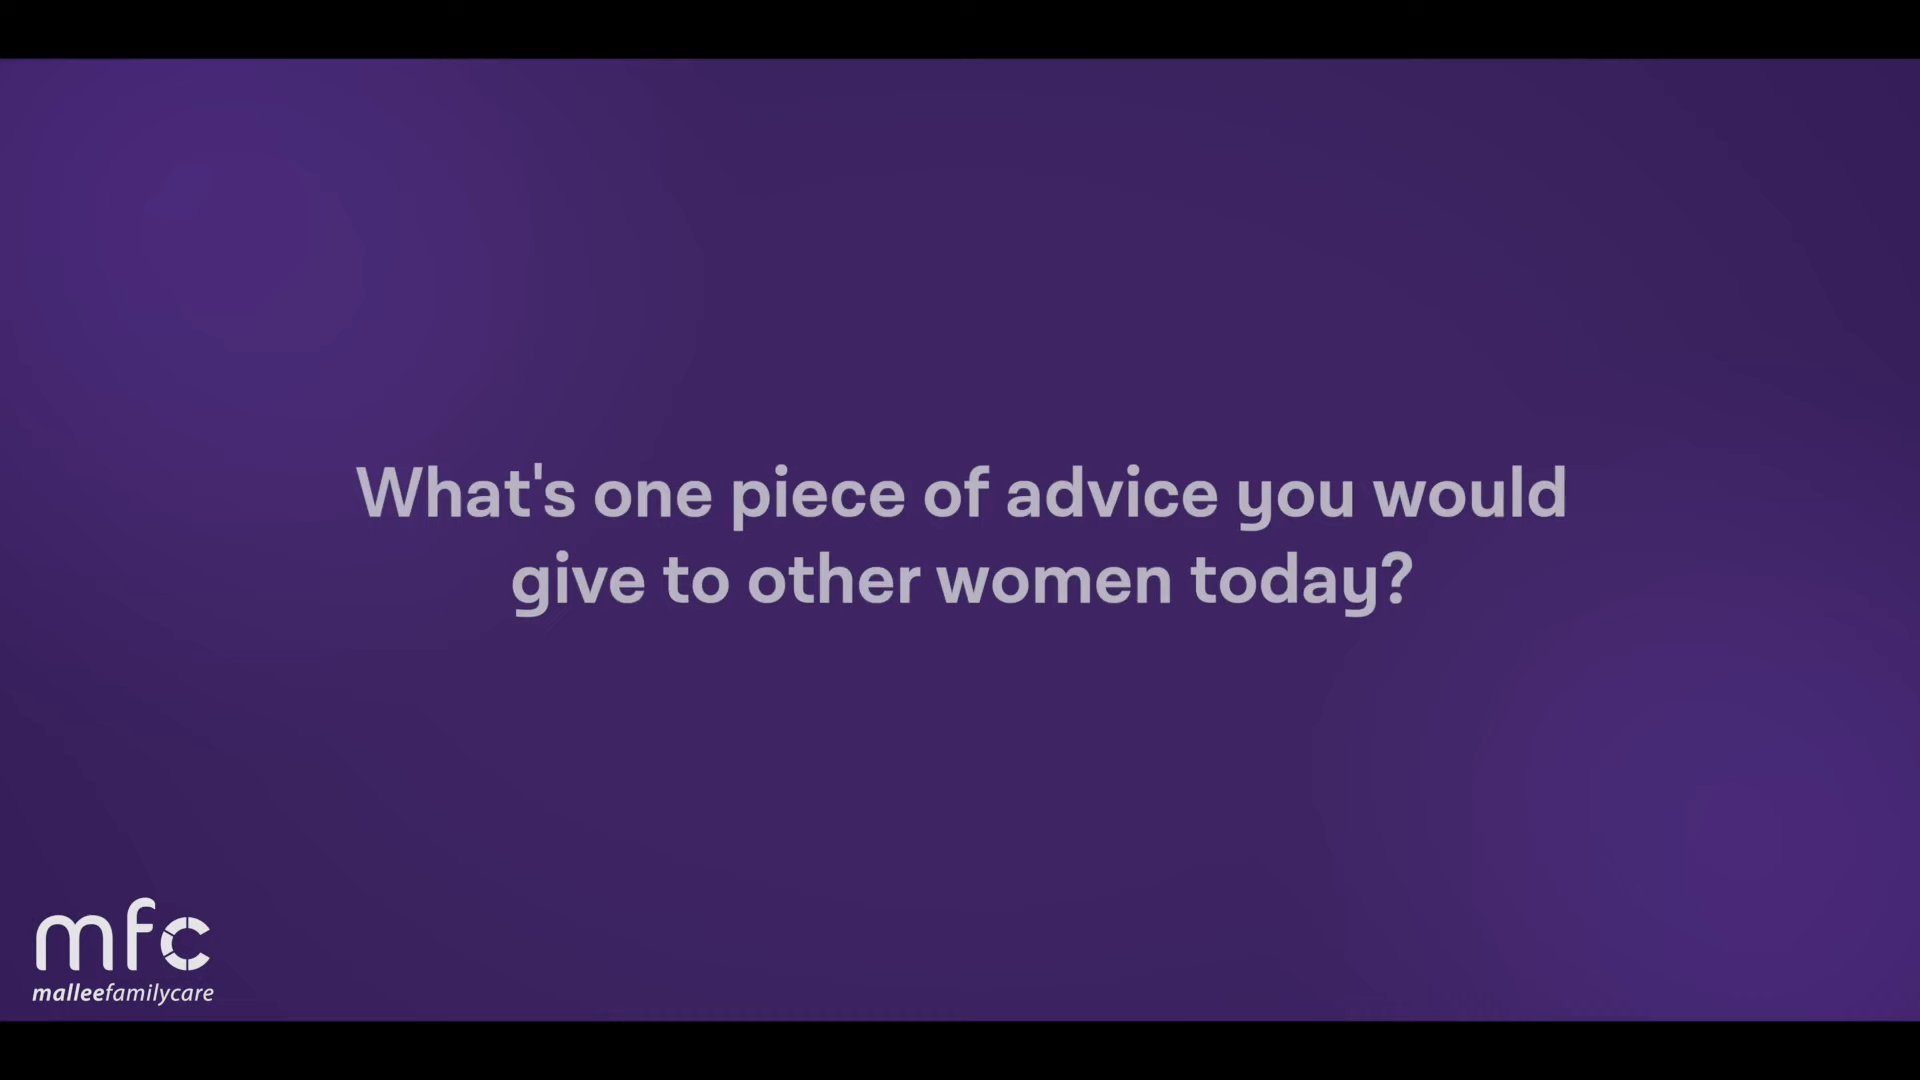 What's one piece of advice you would
give to other women today?
mfc
malleefamilycare